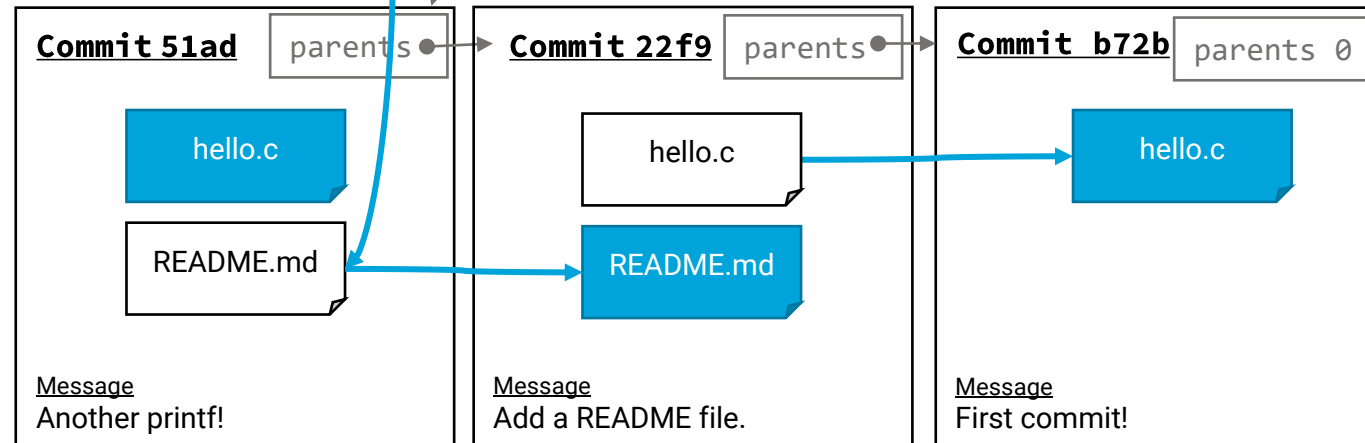 Commit 51ad
parents
hello.c
README.md
Message
Another printf!
Commit 22f9
parents
hello.c
README.md
Message
Add a README file.
Commit b72b
parents 0
hello.c
Message
First commit!